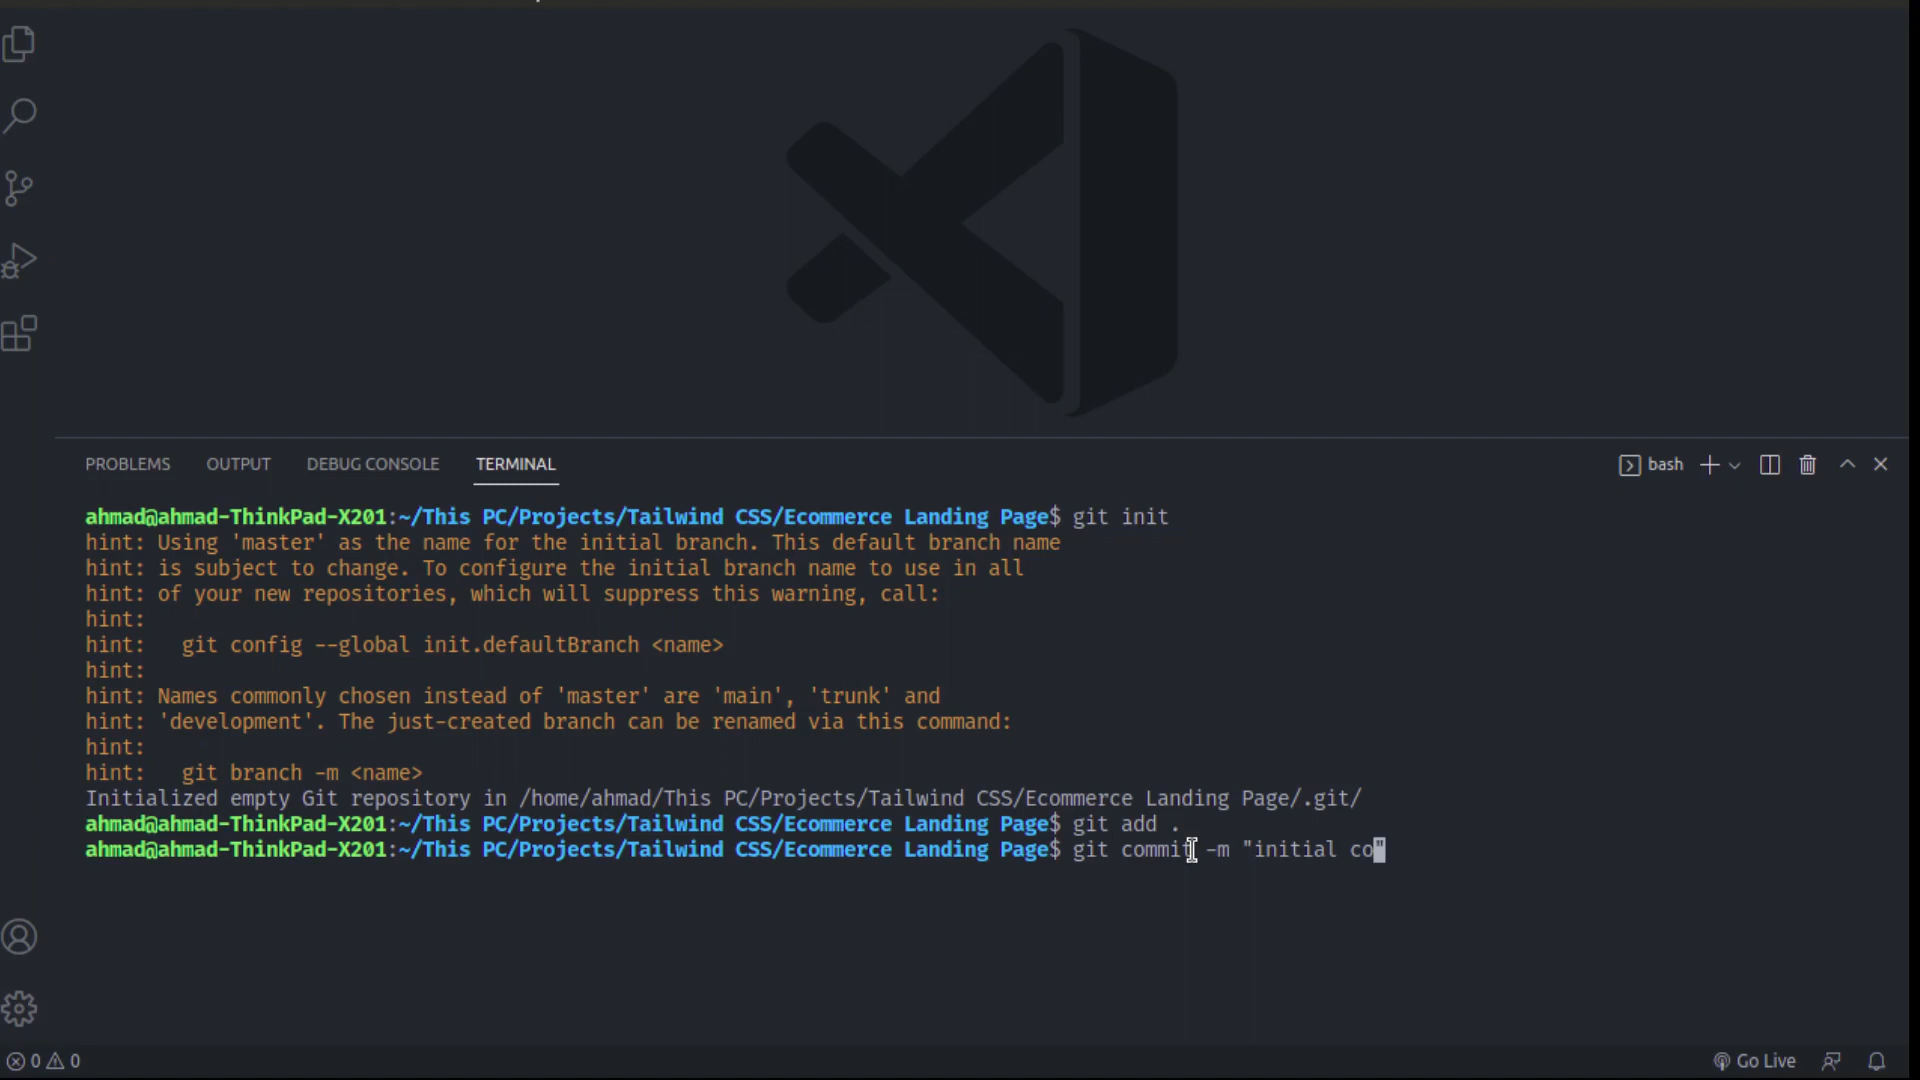 PROBLEMS OUTPUT DEBUG CONSOLE TERMINAL bash
ahmad@ahmad-ThinkPad-X201:~/This PC/Projects/Tailwind CSS/Ecommerce Landing Page$ git init
hint: Using 'master' as the name for the initial branch. This default branch name
hint: is subject to change. To configure the initial branch name to use in all
hint: of your new repositories, which will suppress this warning, call:
hint:
hint:   git config --global init.defaultBranch <name>
hint:
hint: Names commonly chosen instead of 'master' are 'main', 'trunk' and
hint: 'development'. The just-created branch can be renamed via this command:
hint:
hint:   git branch -m <name>
Initialized empty Git repository in /home/ahmad/This PC/Projects/Tailwind CSS/Ecommerce Landing Page/.git/
ahmad@ahmad-ThinkPad-X201:~/This PC/Projects/Tailwind CSS/Ecommerce Landing Page$ git add .
ahmad@ahmad-ThinkPad-X201:~/This PC/Projects/Tailwind CSS/Ecommerce Landing Page$ git commit -m "initial co"
0 0 Go Live